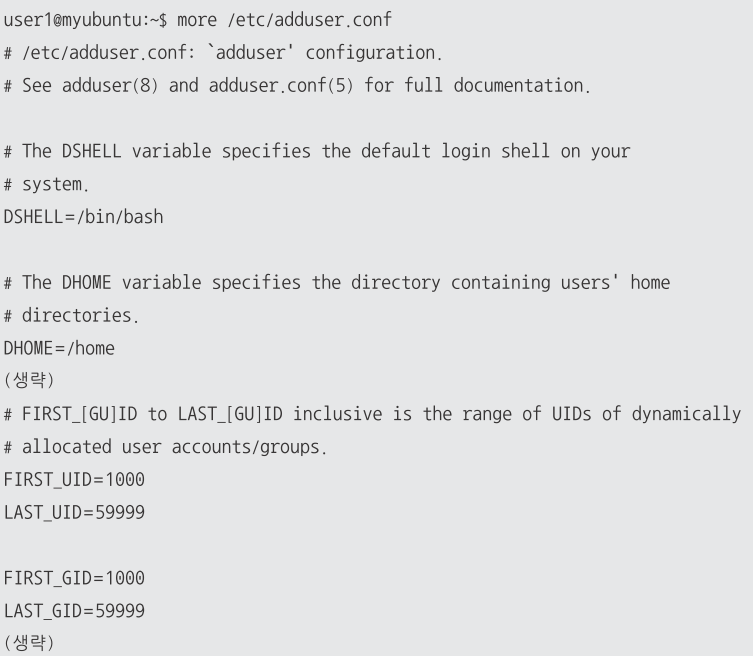 user1@myubuntu:~$ more /etc/adduser.conf
# /etc/adduser.conf: `adduser' configuration.
# See adduser(8) and adduser.conf(5) for full documentation.
# The DSHELL variable specifies the default login shell on your
# system.
DSHELL=/bin/bash
# The DHOME variable specifies the directory containing users' home
# directories.
DHOME=/home
(생략)
# FIRST_[GU]ID to LAST_[GU]ID inclusive is the range of UIDs of dynamically
# allocated user accounts/groups.
FIRST_UID=1000
LAST_UID=59999
FIRST_GID=1000
LAST_GID=59999
(생략)